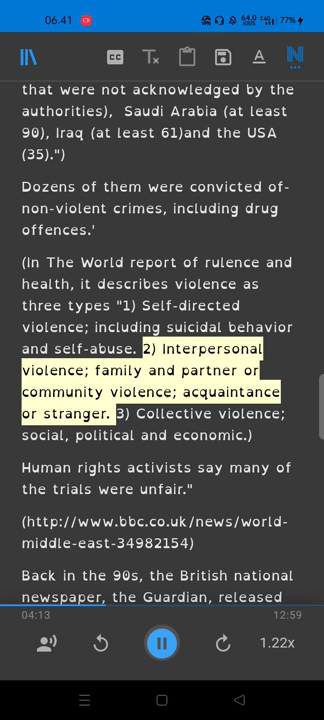 06.41
64.0 KB/s
77%
CC
A
N
that were not acknowledged by the
authorities),  Saudi Arabia (at least
90), Iraq (at least 61)and the USA
(35).")
Dozens of them were convicted of-
non-violent crimes, including drug
offences.'
(In The World report of rulence and
health, it describes violence as
three types "1) Self-directed
violence; including suicidal behavior
and self-abuse. 2) Interpersonal
violence; family and partner or
community violence; acquaintance
or stranger. 3) Collective violence;
social, political and economic.)
Human rights activists say many of
the trials were unfair."
(http://www.bbc.co.uk/news/world-
middle-east-34982154)
Back in the 90s, the British national
newspaper, the Guardian, released
04:13
12:59
1.22x